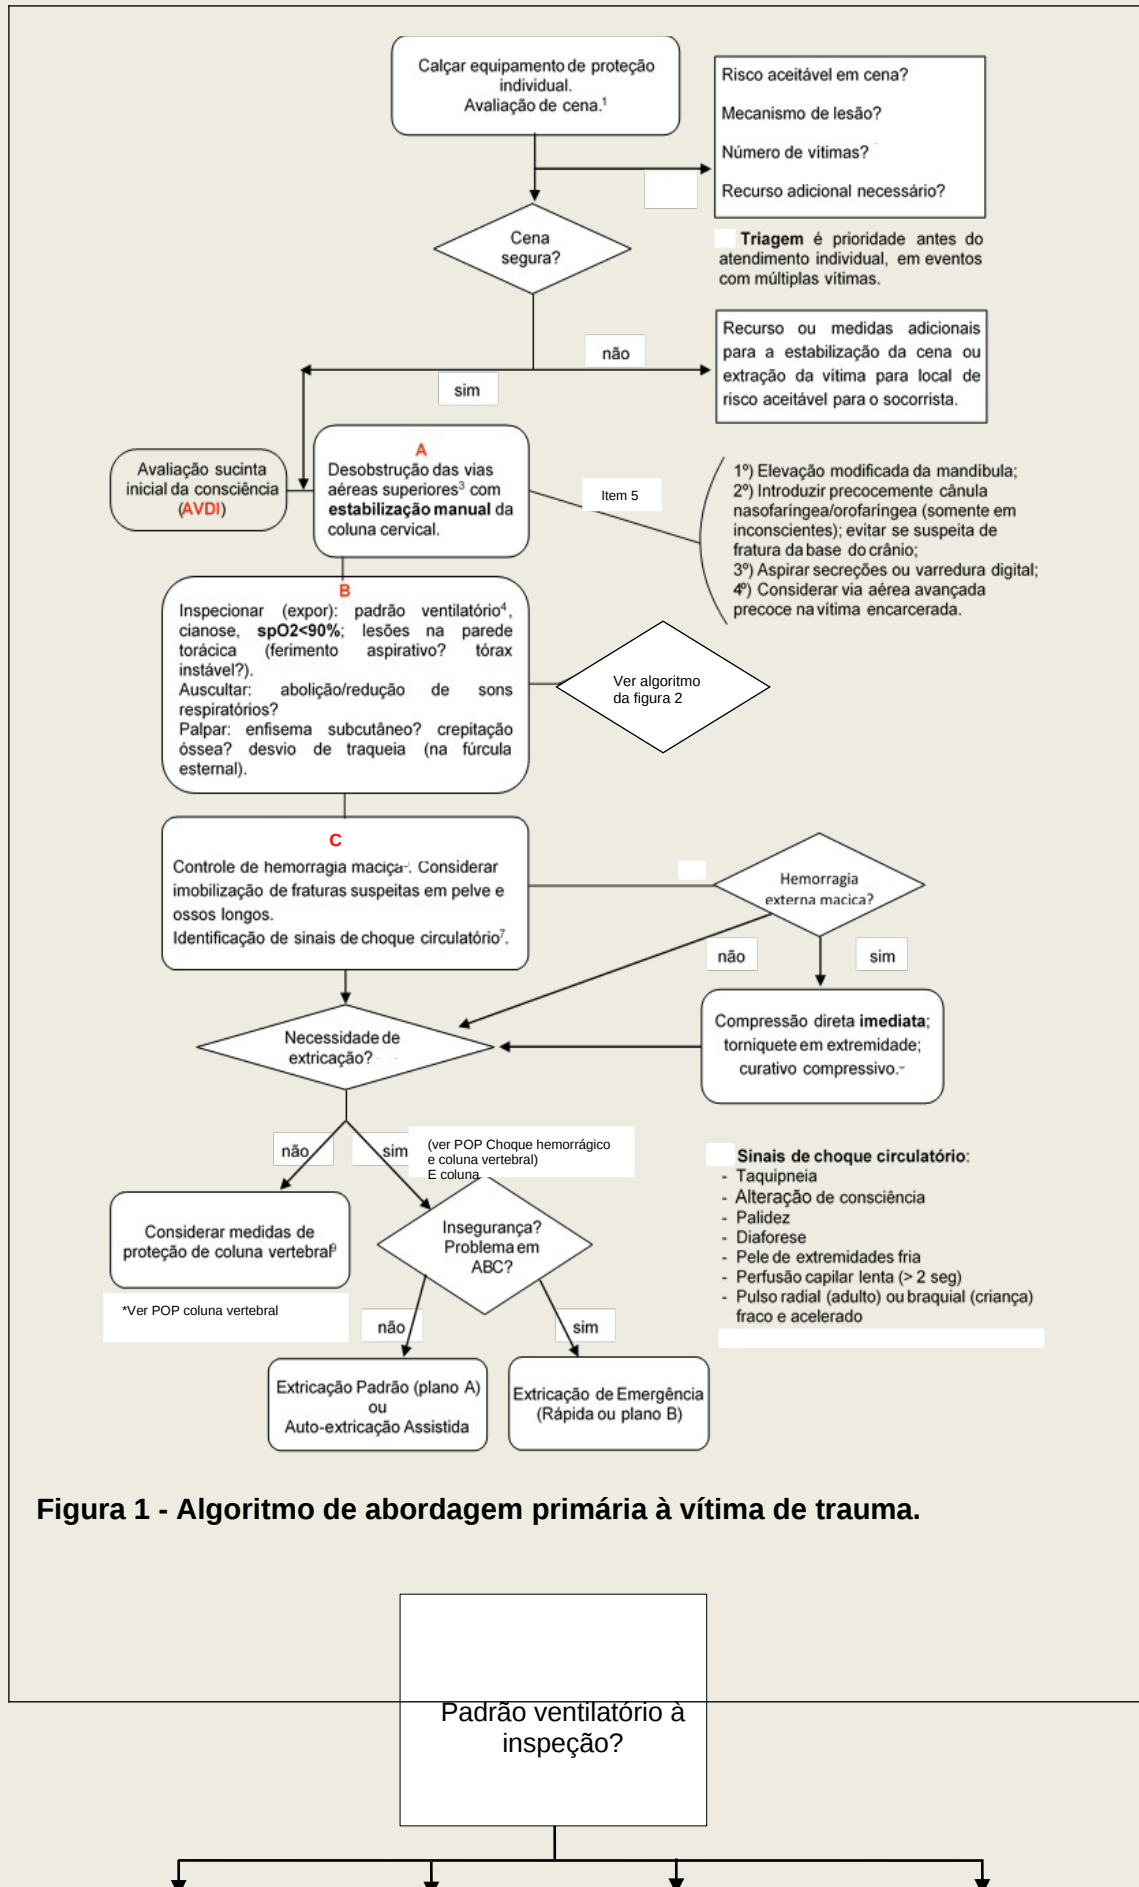 Calçar equipamento de proteção
individual.
Avaliação de cena.¹
Risco aceitável em cena?
Mecanismo de lesão?
Número de vítimas?
Recurso adicional necessário?
Cena
segura?
Triagem é prioridade antes do
atendimento individual, em eventos
com múltiplas vítimas.
não
sim
Recurso ou medidas adicionais
para a estabilização da cena ou
extração da vítima para local de
risco aceitável para o socorrista.
Avaliação sucinta
inicial da consciência
(AVDI)
A
Desobstrução das vias
aéreas superiores³ com
estabilização manual da
coluna cervical.
Item 5
1º) Elevação modificada da mandíbula;
2º) Introduzir precocemente cânula
nasofaríngea/orofaríngea (somente em
inconscientes); evitar se suspeita de
fratura da base do crânio;
3º) Aspirar secreções ou varredura digital;
4º) Considerar via aérea avançada
precoce na vítima encarcerada.
B
Inspecionar (expor): padrão ventilatório⁴,
cianose, spO2<90%; lesões na parede
torácica (ferimento aspirativo? tórax
instável?).
Auscultar: abolição/redução de sons
respiratórios?
Palpar: enfisema subcutâneo? crepitação
óssea? desvio de traqueia (na fúrcula
esternal).
Ver algoritmo
da figura 2
C
Controle de hemorragia maciça. Considerar
imobilização de fraturas suspeitas em pelve e
ossos longos.
Identificação de sinais de choque circulatório⁷.
Hemorragia
externa macica?
não
sim
Compressão direta imediata;
torniquete em extremidade;
curativo compressivo.
Necessidade de
extricação?
não
sim
(ver POP Choque hemorrágico
e coluna vertebral)
E coluna
Considerar medidas de
proteção de coluna vertebral⁹
*Ver POP coluna vertebral
Insegurança?
Problema em
ABC?
Sinais de choque circulatório:
- Taquipneia
- Alteração de consciência
- Palidez
- Diaforese
- Pele de extremidades fria
- Perfusão capilar lenta (> 2 seg)
- Pulso radial (adulto) ou braquial (criança)
fraco e acelerado
não
sim
Extricação Padrão (plano A)
ou
Auto-extricação Assistida
Extricação de Emergência
(Rápida ou plano B)
Figura 1 - Algoritmo de abordagem primária à vítima de trauma.
Padrão ventilatório à
inspeção?